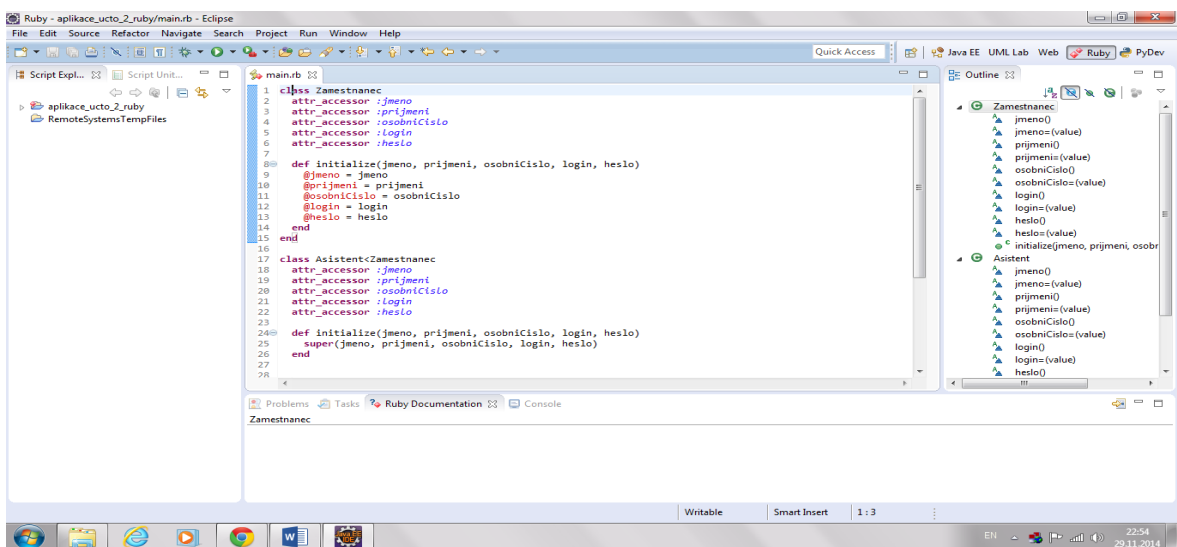 Ruby - aplikace_ucto_2_ruby/main.rb - Eclipse
File Edit Source Refactor Navigate Search Project Run Window Help
Quick Access Java EE UML Lab Web Ruby PyDev
Script Expl... Script Unit...
aplikace_ucto_2_ruby
RemoteSystemsTempFiles
main.rb
1 class Zamestnanec
2 attr_accessor :jmeno
3 attr_accessor :prijmeni
4 attr_accessor :osobniCislo
5 attr_accessor :login
6 attr_accessor :heslo
7
8 def initialize(jmeno, prijmeni, osobniCislo, login, heslo)
9 @jmeno = jmeno
10 @prijmeni = prijmeni
11 @osobniCislo = osobniCislo
12 @login = login
13 @heslo = heslo
14 end
15 end
16
17 class Asistent<Zamestnanec
18 attr_accessor :jmeno
19 attr_accessor :prijmeni
20 attr_accessor :osobniCislo
21 attr_accessor :login
22 attr_accessor :heslo
23
24 def initialize(jmeno, prijmeni, osobniCislo, login, heslo)
25 super(jmeno, prijmeni, osobniCislo, login, heslo)
26 end
27
28
Outline
Zamestnanec
jmeno()
jmeno=(value)
prijmeni()
prijmeni=(value)
osobniCislo()
osobniCislo=(value)
login()
login=(value)
heslo()
heslo=(value)
initialize(jmeno, prijmeni, osobr
Asistent
jmeno()
jmeno=(value)
prijmeni()
prijmeni=(value)
osobniCislo()
osobniCislo=(value)
login()
login=(value)
heslo()
Problems Tasks Ruby Documentation Console
Zamestnanec
Writable Smart Insert 1 : 3
EN 22:54
29.11.2014